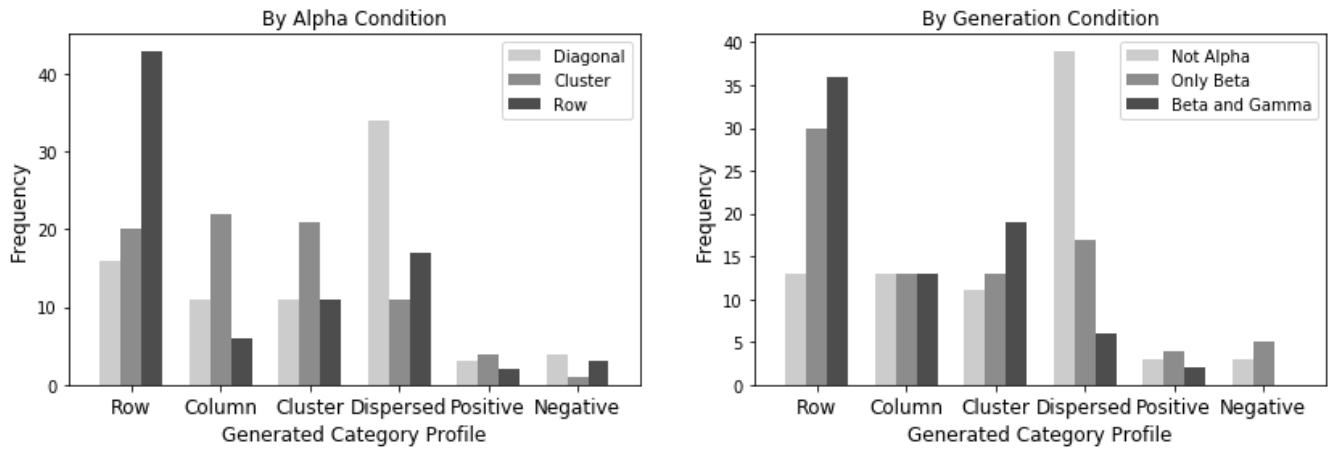 By Alpha Condition
Diagonal
Cluster
Row
40
30
20
10
0
Frequency
Row Column Cluster Dispersed Positive Negative
Generated Category Profile
By Generation Condition
Not Alpha
Only Beta
Beta and Gamma
40
35
30
25
20
15
10
5
0
Frequency
Row Column Cluster Dispersed Positive Negative
Generated Category Profile